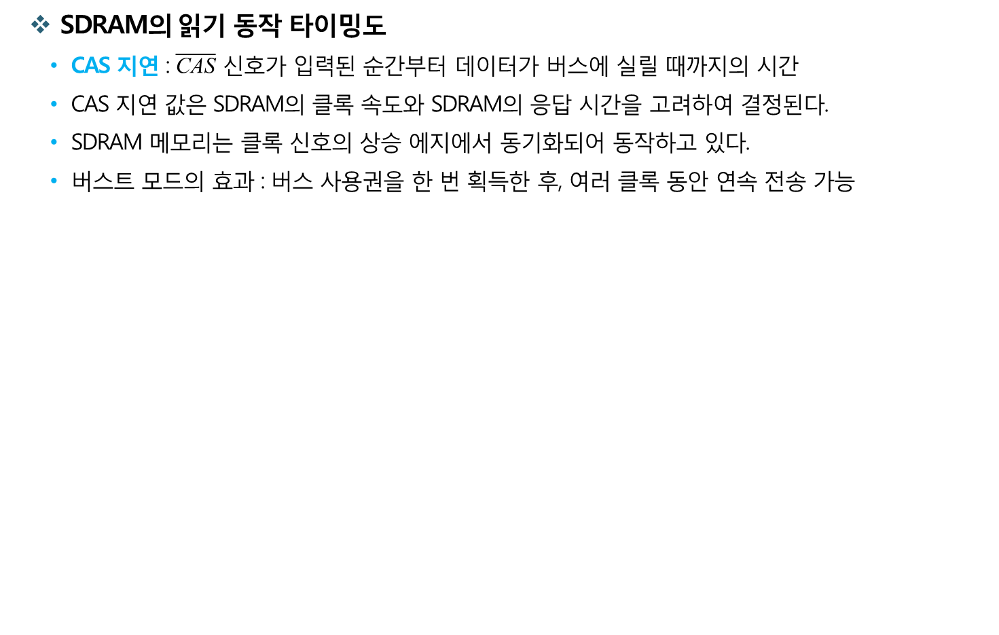 ❖ SDRAM의 읽기 동작 타이밍도
• CAS 지연 : C̅A̅S̅ 신호가 입력된 순간부터 데이터가 버스에 실릴 때까지의 시간
• CAS 지연 값은 SDRAM의 클록 속도와 SDRAM의 응답 시간을 고려하여 결정된다.
• SDRAM 메모리는 클록 신호의 상승 에지에서 동기화되어 동작하고 있다.
• 버스트 모드의 효과 : 버스 사용권을 한 번 획득한 후, 여러 클록 동안 연속 전송 가능